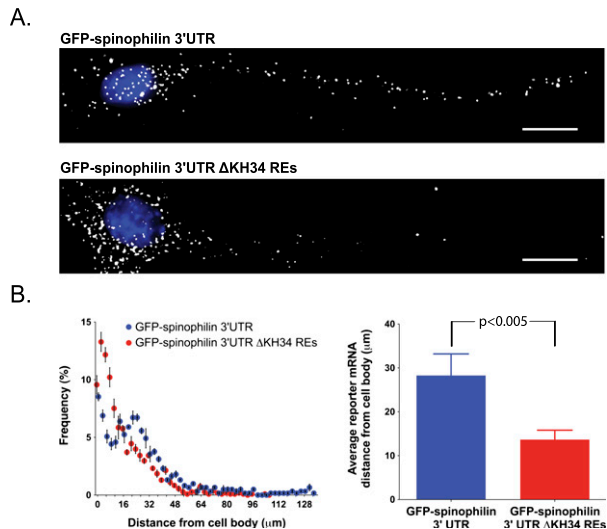 A.
GFP-spinophilin 3'UTR
GFP-spinophilin 3'UTR ΔKH34 REs
B.
15
10
5
0
Frequency (%)
GFP-spinophilin 3'UTR
GFP-spinophilin 3'UTR ΔKH34 REs
0 16 32 48 64 80 96 112 128
Distance from cell body (μm)
p<0.005
40
30
20
10
0
Average reporter mRNA
distance from cell body (μm)
GFP-spinophilin
3' UTR
GFP-spinophilin
3' UTR ΔKH34 REs